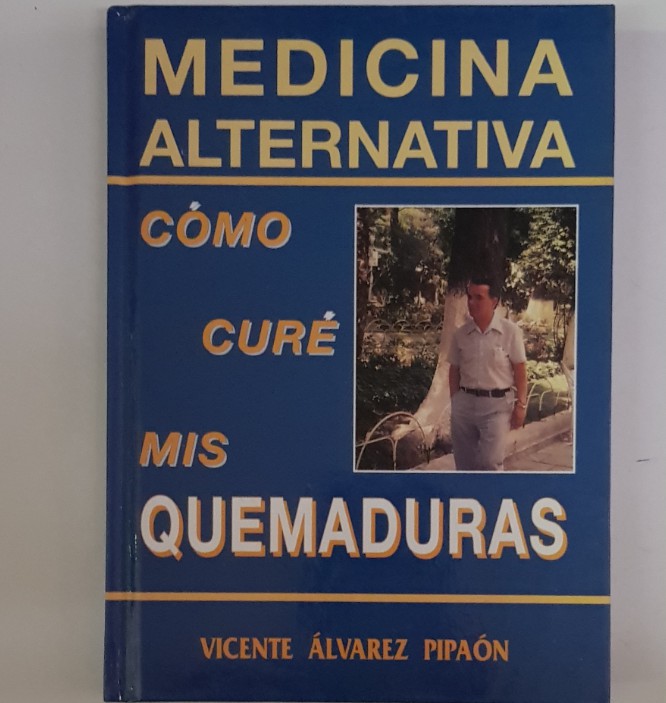 MEDICINA
ALTERNATIVA
CÓMO
CURÉ
MIS
QUEMADURAS
VICENTE ÁLVAREZ PIPAÓN